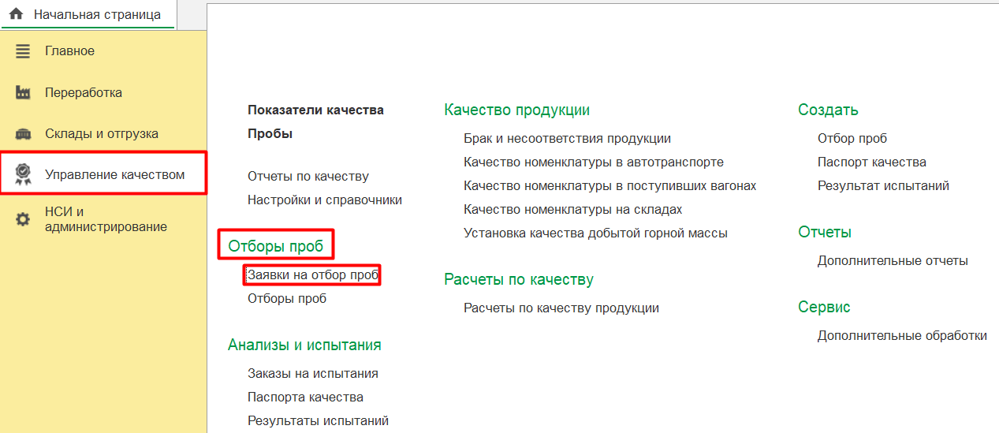 Начальная страница
Главное
Переработка
Склады и отгрузка
Управление качеством
НСИ и
администрирование
Показатели качества
Пробы
Отчеты по качеству
Настройки и справочники
Отборы проб
Заявки на отбор проб
Отборы проб
Анализы и испытания
Заказы на испытания
Паспорта качества
Результаты испытаний
Качество продукции
Брак и несоответствия продукции
Качество номенклатуры в автотранспорте
Качество номенклатуры в поступивших вагонах
Качество номенклатуры на складах
Установка качества добытой горной массы
Расчеты по качеству
Расчеты по качеству продукции
Создать
Отбор проб
Паспорт качества
Результат испытаний
Отчеты
Дополнительные отчеты
Сервис
Дополнительные обработки